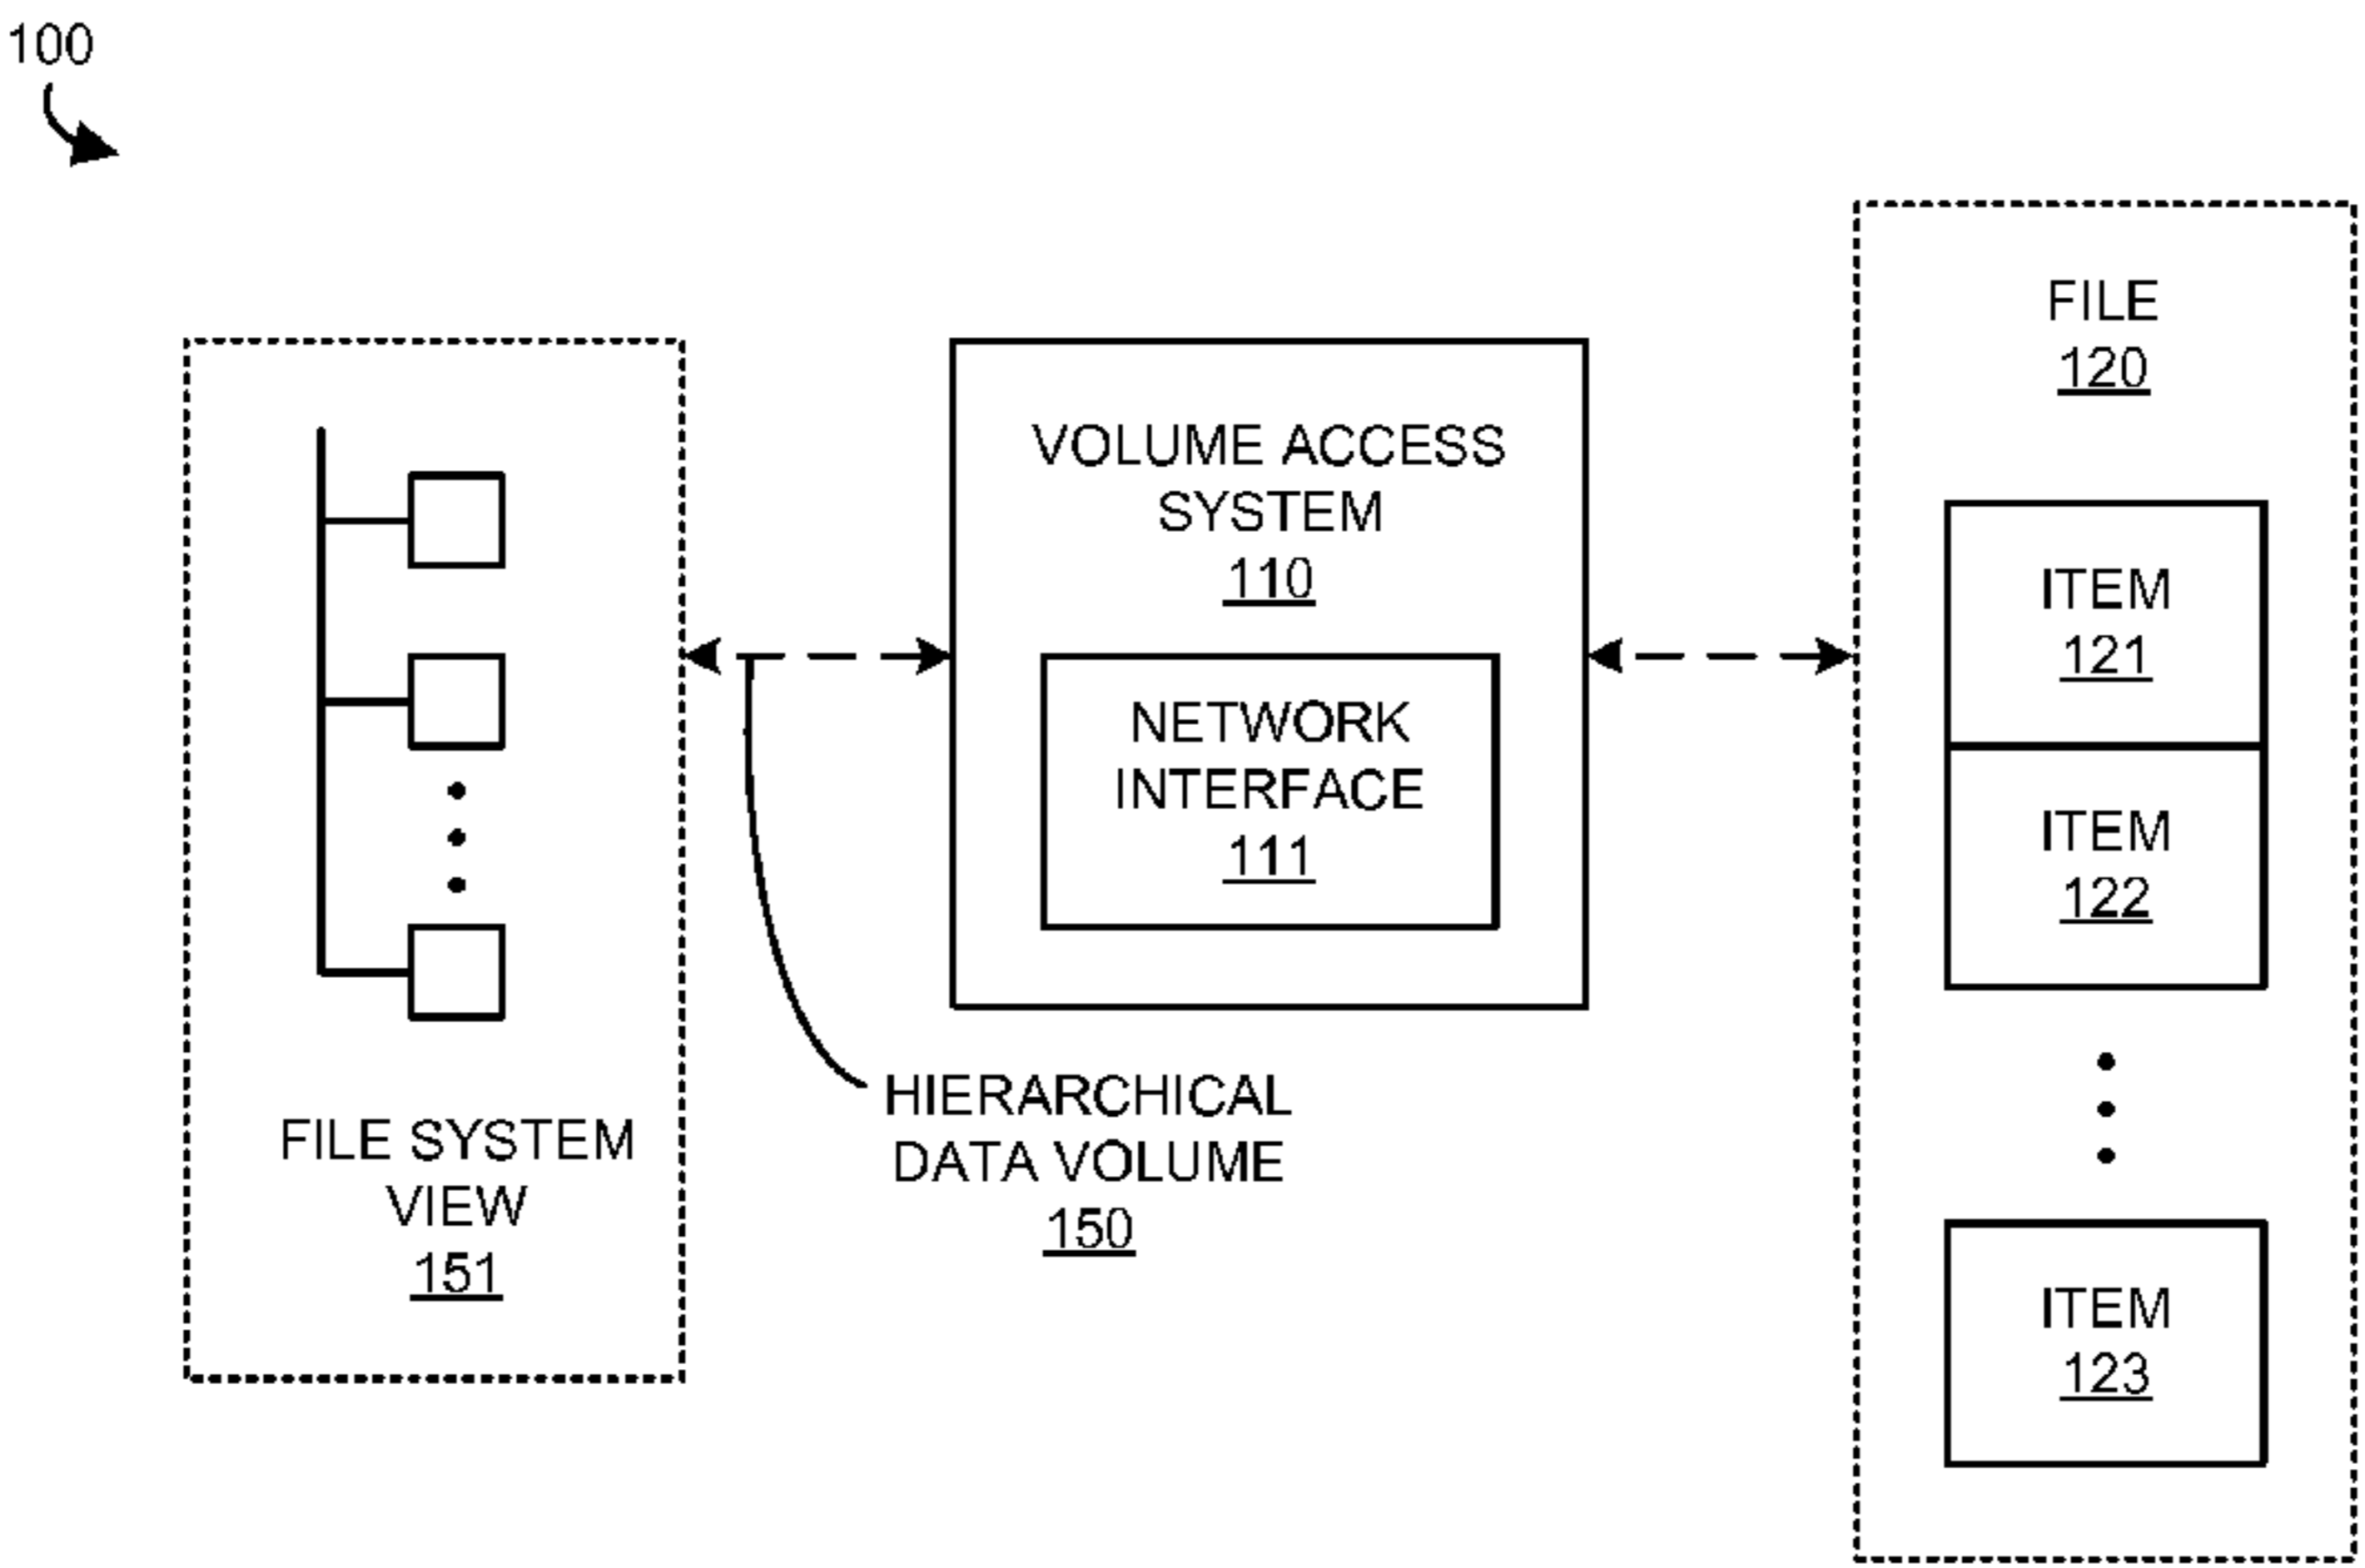 100
FILE
120
VOLUME ACCESS
SYSTEM
110
NETWORK
INTERFACE
111
ITEM
121
ITEM
122
ITEM
123
HIERARCHICAL
DATA VOLUME
150
FILE SYSTEM
VIEW
151